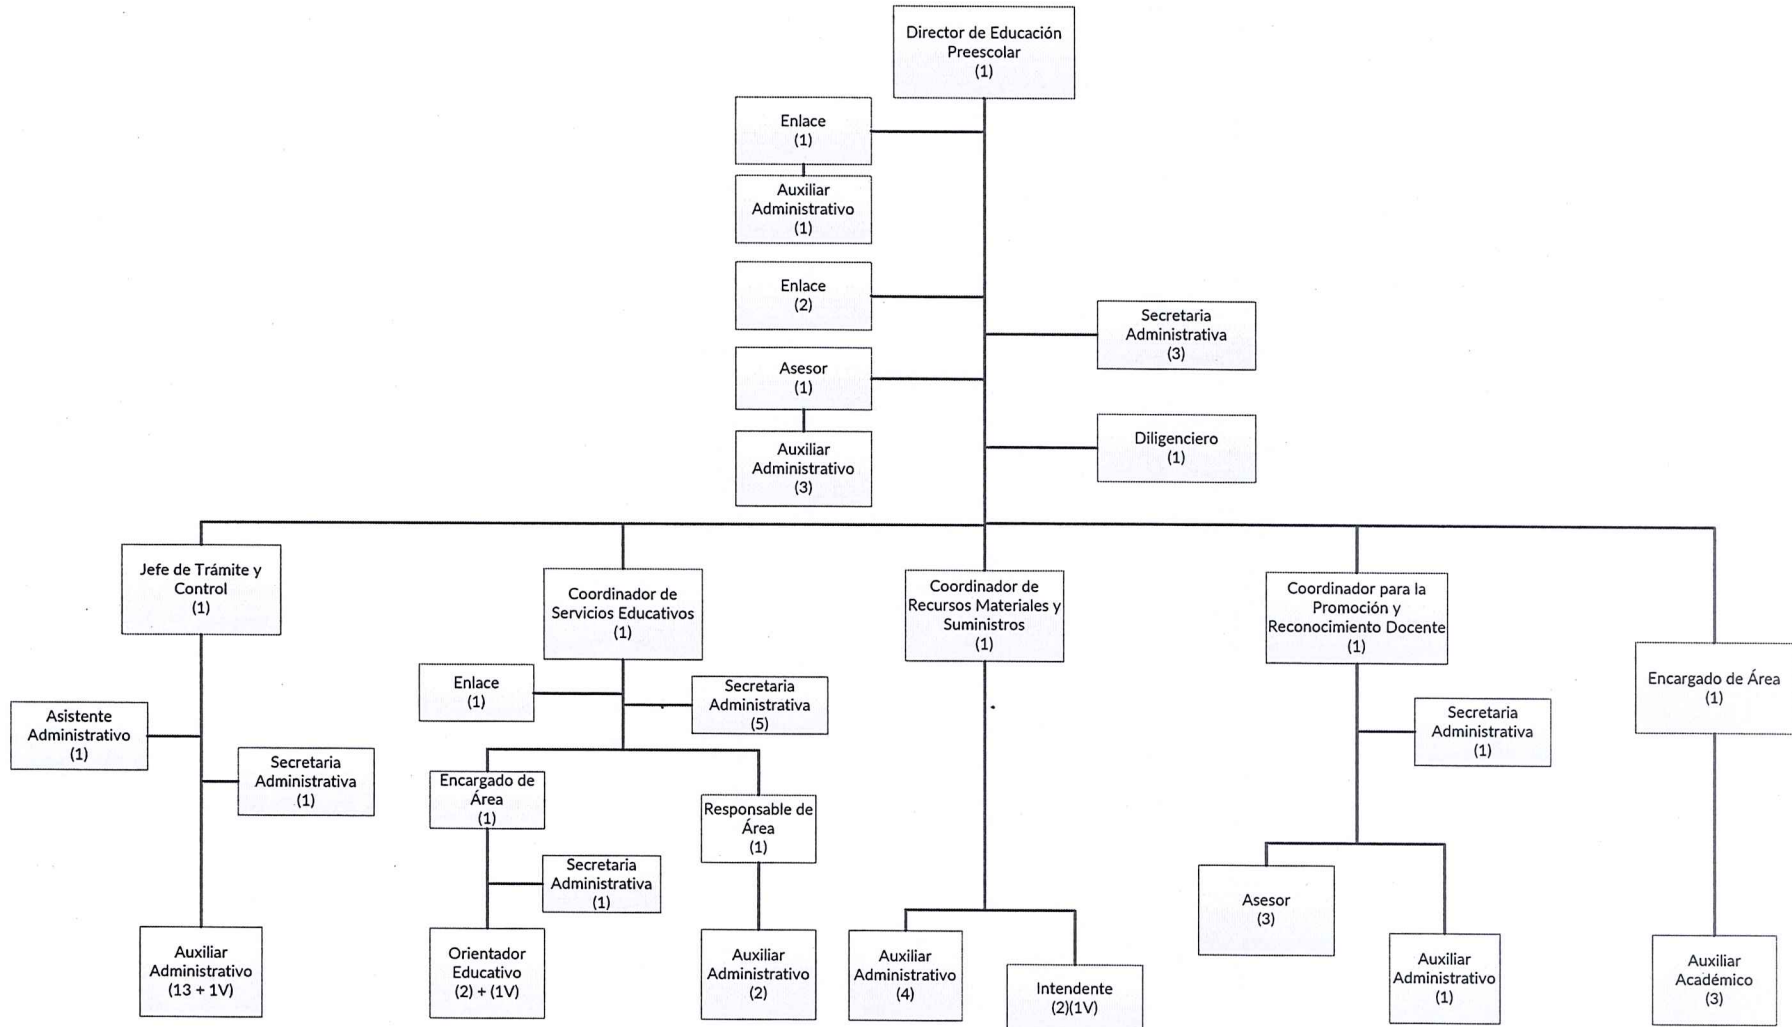 Director de Educación
Preescolar
(1)
Enlace
(1)
Auxiliar
Administrativo
(1)
Enlace
(2)
Secretaria
Administrativa
(3)
Asesor
(1)
Diligenciero
(1)
Auxiliar
Administrativo
(3)
Jefe de Trámite y
Control
(1)
Asistente
Administrativo
(1)
Secretaria
Administrativa
(1)
Auxiliar
Administrativo
(13 + 1V)
Coordinador de
Servicios Educativos
(1)
Enlace
(1)
Secretaria
Administrativa
(5)
Encargado de
Área
(1)
Secretaria
Administrativa
(1)
Orientador
Educativo
(2) + (1V)
Responsable de
Área
(1)
Auxiliar
Administrativo
(2)
Coordinador de
Recursos Materiales y
Suministros
(1)
Auxiliar
Administrativo
(4)
Intendente
(2)(1V)
Coordinador para la
Promoción y
Reconocimiento Docente
(1)
Secretaria
Administrativa
(1)
Asesor
(3)
Auxiliar
Administrativo
(1)
Encargado de Área
(1)
Auxiliar
Académico
(3)